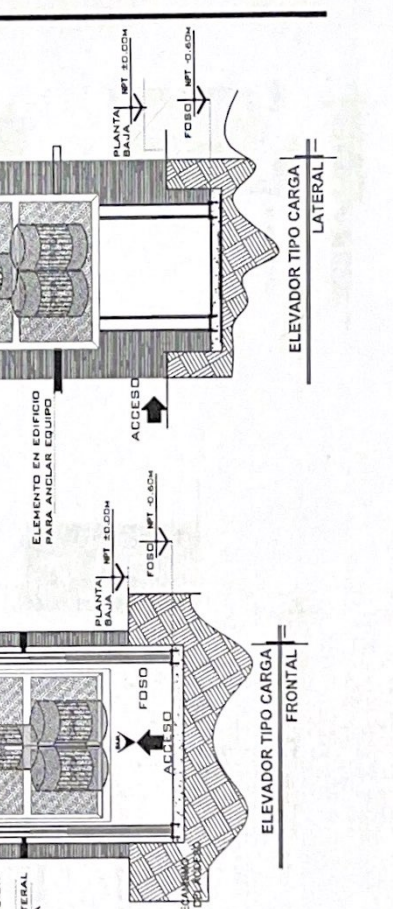 PLANTA
BAJA NPT ±0.00M
FOSO NPT -0.60M
ELEMENTO EN EDIFICIO
PARA ANCLAR EQUIPO
ACCESO
ELEVADOR TIPO CARGA
LATERAL
PLANTA
BAJA NPT ±0.00M
FOSO NPT -0.60M
FOSO
ACCESO
ELEVADOR TIPO CARGA
FRONTAL